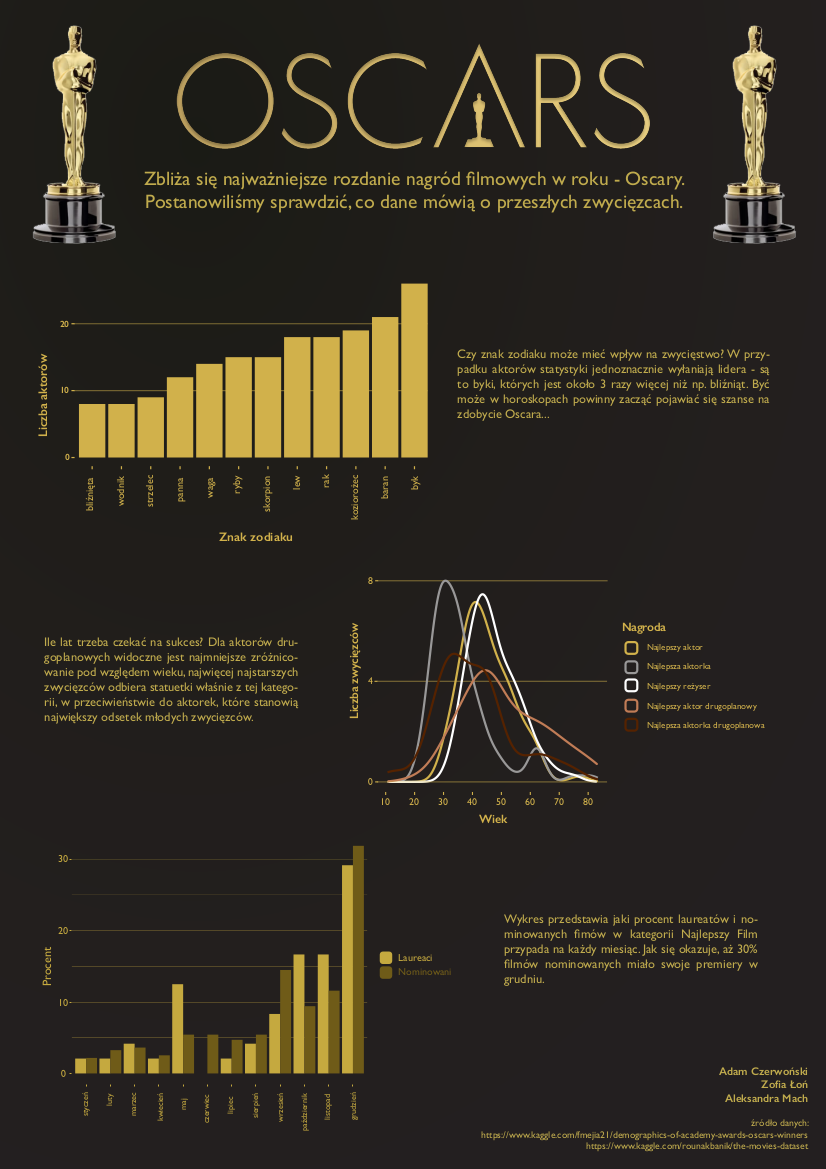 OSCARS
Zbliża się najważniejsze rozdanie nagród filmowych w roku - Oscary.
Postanowiliśmy sprawdzić, co dane mówią o przeszłych zwycięzcach.
Liczba aktorów
20
10
0
bliźnięta
wodnik
strzelec
panna
waga
ryby
skorpion
lew
rak
koziorożec
baran
byk
Znak zodiaku
Czy znak zodiaku może mieć wpływ na zwycięstwo? W przy-
padku aktorów statystyki jednoznacznie wyłaniają lidera - są
to byki, których jest około 3 razy więcej niż np. bliźniąt. Być
może w horoskopach powinny zacząć pojawiać się szanse na
zdobycie Oscara...
Ile lat trzeba czekać na sukces? Dla aktorów dru-
goplanowych widoczne jest najmniejsze zróżnico-
wanie pod względem wieku, najwięcej najstarszych
zwycięzców odbiera statuetki właśnie z tej katego-
rii, w przeciwieństwie do aktorek, które stanowią
największy odsetek młodych zwycięzców.
Liczba zwycięzców
8
4
0
10 20 30 40 50 60 70 80
Wiek
Nagroda
Najlepszy aktor
Najlepsza aktorka
Najlepszy reżyser
Najlepszy aktor drugoplanowy
Najlepsza aktorka drugoplanowa
Procent
30
20
10
0
styczeń
luty
marzec
kwiecień
maj
czerwiec
lipiec
sierpień
wrzesień
październik
listopad
grudzień
Laureaci
Nominowani
Wykres przedstawia jaki procent laureatów i no-
minowanych fimów w kategorii Najlepszy Film
przypada na każdy miesiąc. Jak się okazuje, aż 30%
filmów nominowanych miało swoje premiery w
grudniu.
Adam Czerwoński
Zofia Łoń
Aleksandra Mach
źródło danych:
https://www.kaggle.com/fmejia21/demographics-of-academy-awards-oscars-winners
https://www.kaggle.com/rounakbanik/the-movies-dataset